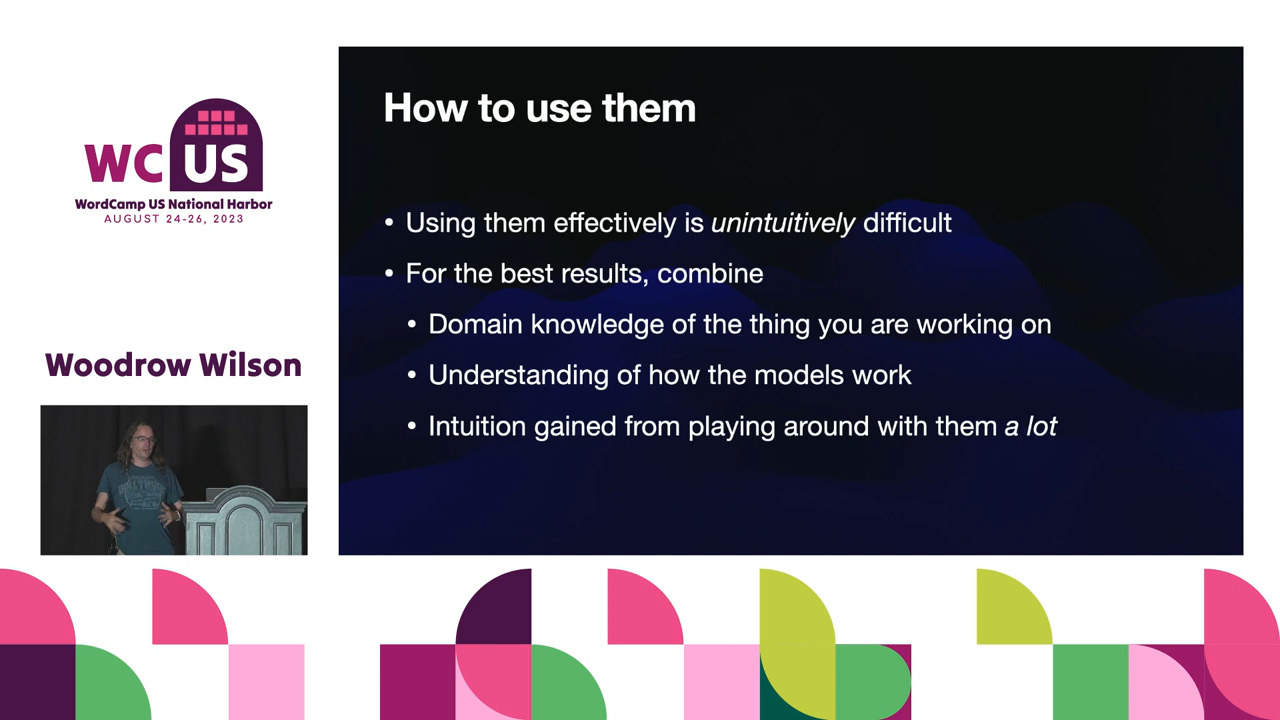 WC US
WordCamp US National Harbor
AUGUST 24-26, 2023
Woodrow Wilson
How to use them
• Using them effectively is unintuitively difficult
• For the best results, combine
• Domain knowledge of the thing you are working on
• Understanding of how the models work
• Intuition gained from playing around with them a lot